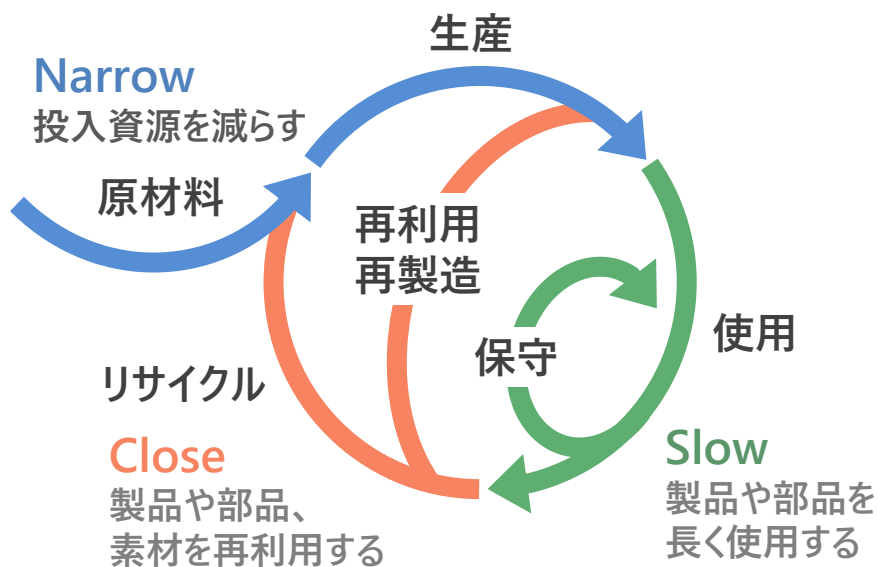 生産
Narrow
投入資源を減らす
原材料
再利用
再製造
使用
保守
リサイクル
Close
製品や部品、
素材を再利用する
Slow
製品や部品を
長く使用する